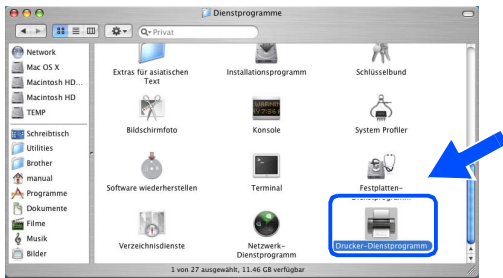 Dienstprogramme
Privat
Network
Mac OS X
Macintosh HD...
Macintosh HD
TEMP
Schreibtisch
Utilities
Brother
manual
Programme
Dokumente
Filme
Musik
Bilder
Extras für asiatischen
Text
Installationsprogramm
Schlüsselbund
Bildschirmfoto
Konsole
System Profiler
Software wiederherstellen
Terminal
Festplatten-
Dienstprogramm
Verzeichnisdienste
Netzwerk-
Dienstprogramm
Drucker-Dienstprogramm
1 von 27 ausgewählt, 11.46 GB verfügbar